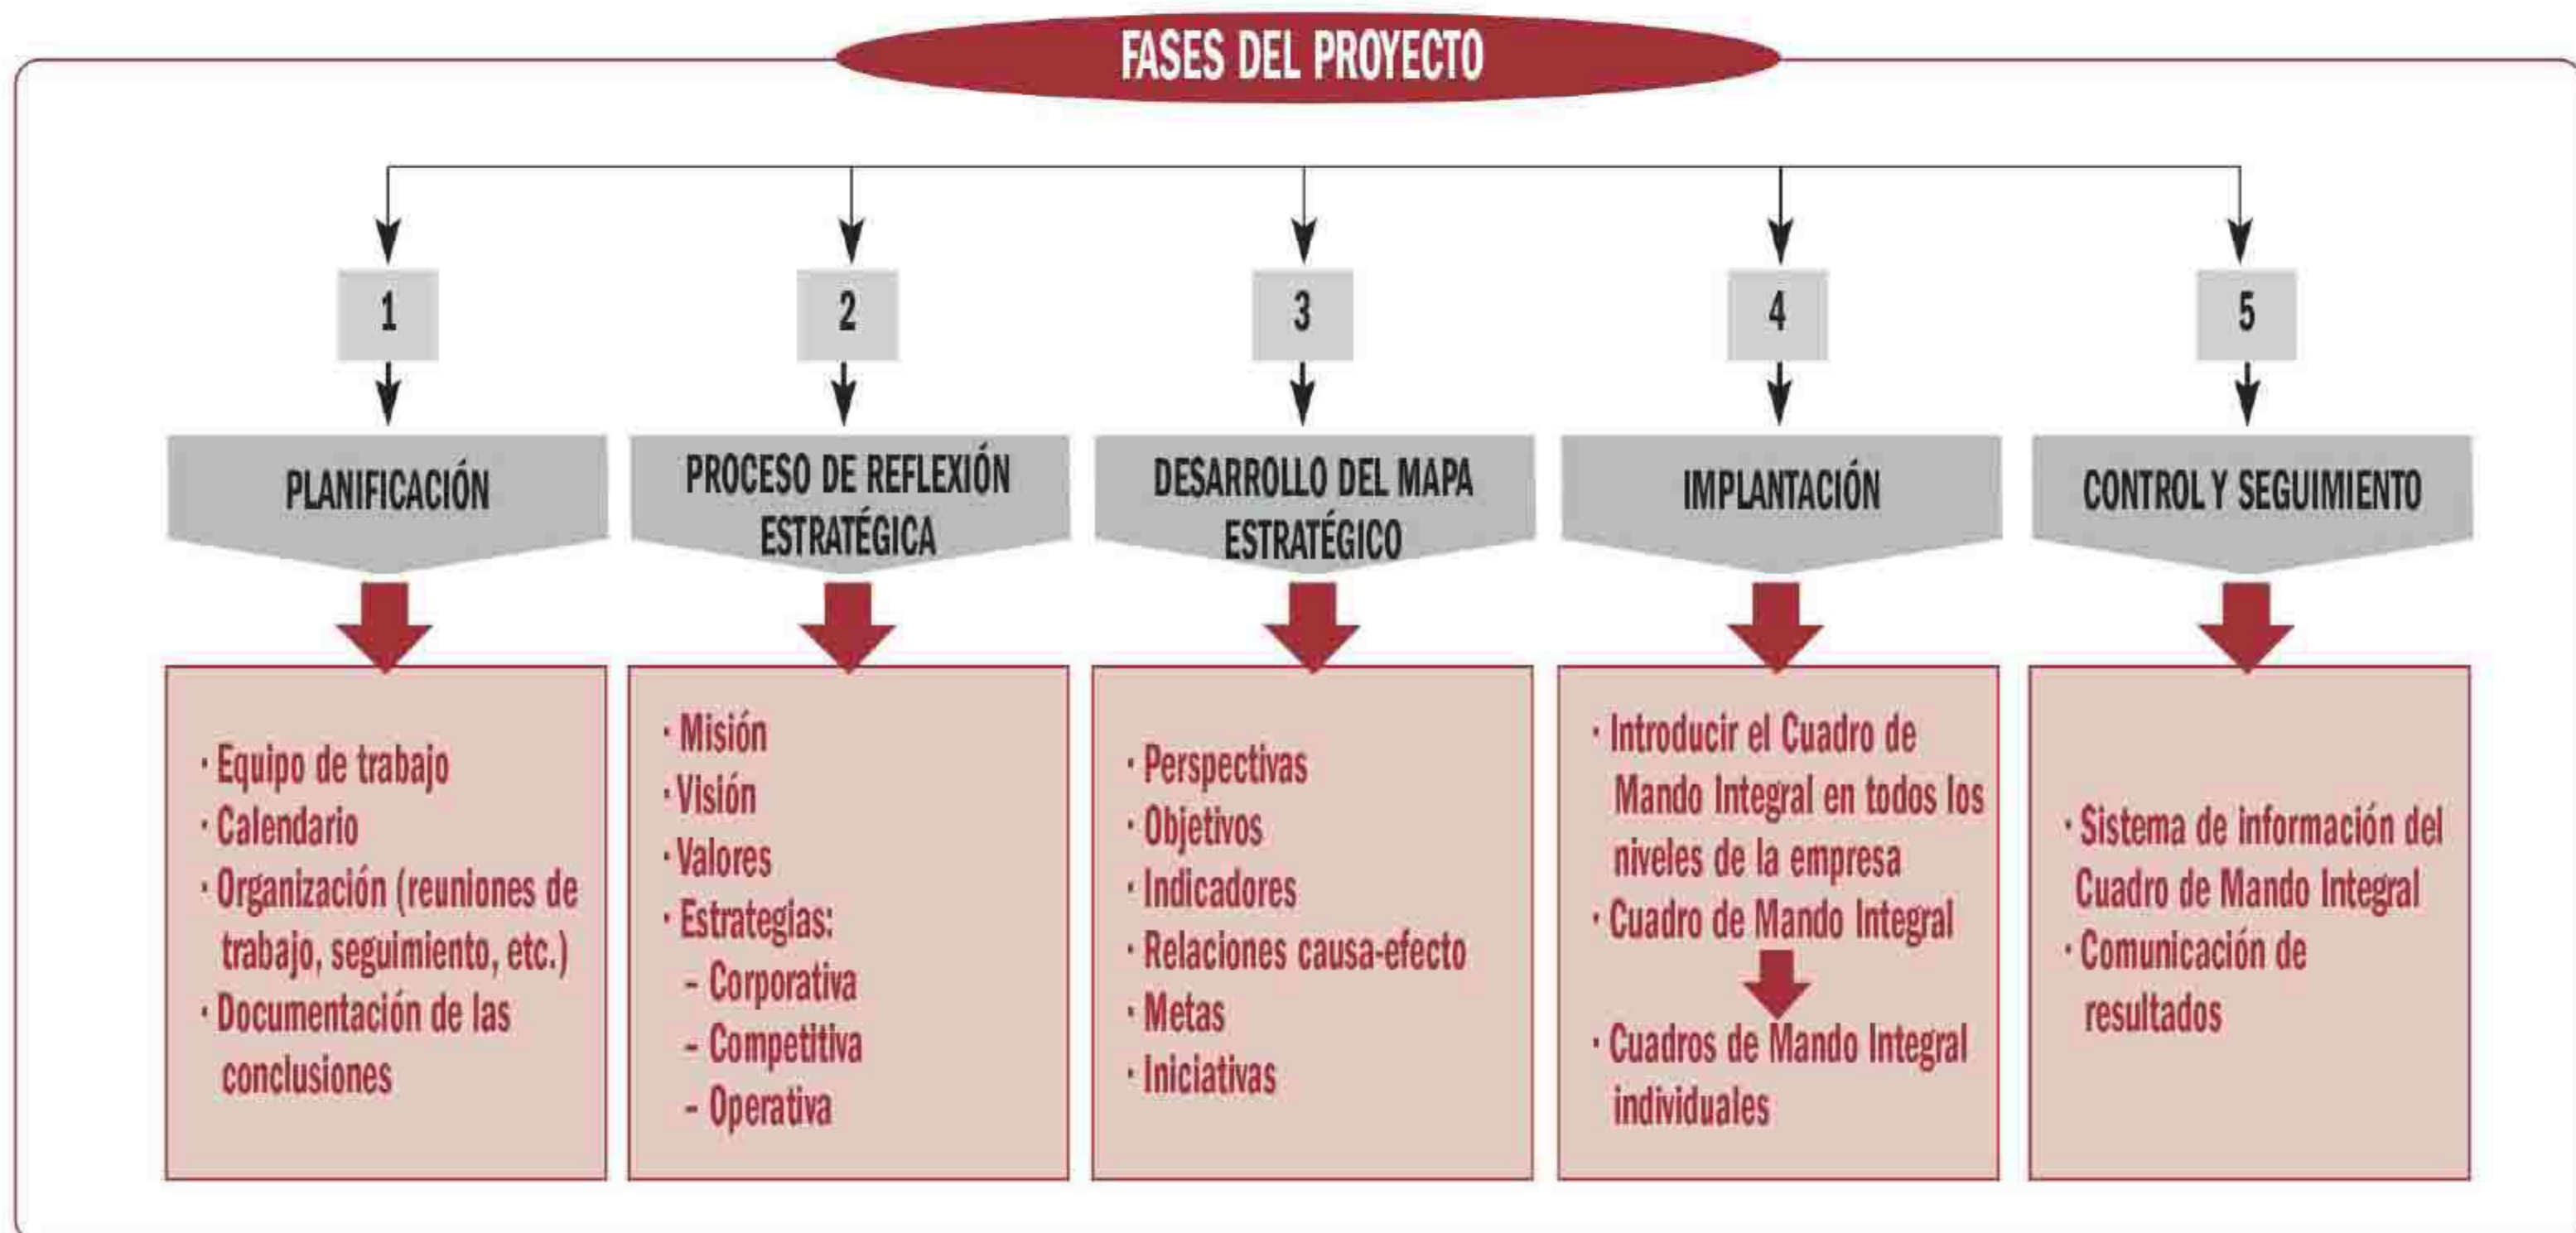 FASES DEL PROYECTO
1
2
3
4
5
PLANIFICACIÓN
PROCESO DE REFLEXIÓN
ESTRATÉGICA
DESARROLLO DEL MAPA
ESTRATÉGICO
IMPLANTACIÓN
CONTROL Y SEGUIMIENTO
· Equipo de trabajo
· Calendario
· Organización (reuniones de
trabajo, seguimiento, etc.)
· Documentación de las
conclusiones
· Misión
· Visión
· Valores
· Estrategias:
– Corporativa
– Competitiva
– Operativa
· Perspectivas
· Objetivos
· Indicadores
· Relaciones causa-efecto
· Metas
· Iniciativas
· Introducir el Cuadro de
Mando Integral en todos los
niveles de la empresa
· Cuadro de Mando Integral
· Cuadros de Mando Integral
individuales
· Sistema de información del
Cuadro de Mando Integral
· Comunicación de
resultados